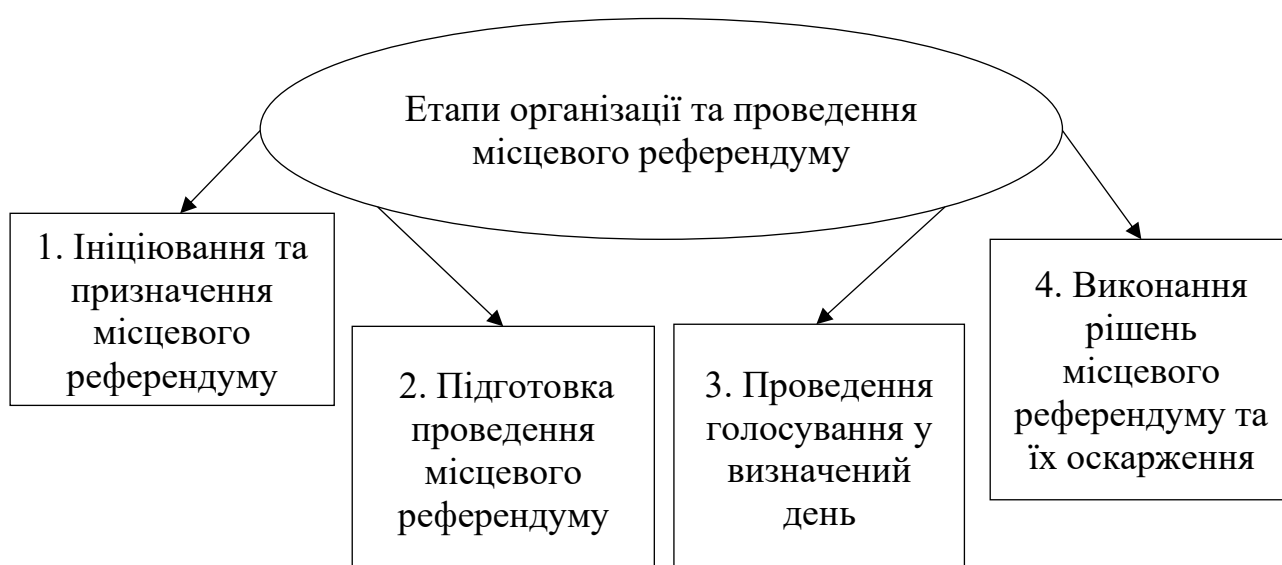 Етапи організації та проведення
місцевого референдуму
1. Ініціювання та
призначення
місцевого
референдуму
2. Підготовка
проведення
місцевого
референдуму
3. Проведення
голосування у
визначений
день
4. Виконання
рішень
місцевого
референдуму та
їх оскарження